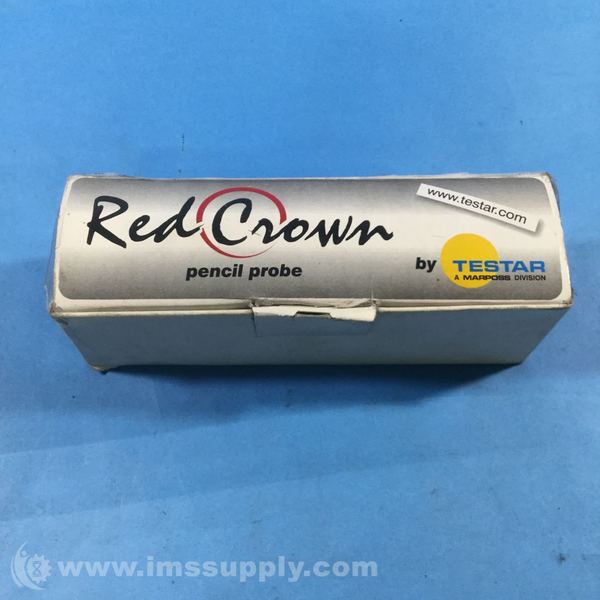 Red Crown
pencil probe
www.testar.com
by TESTAR
A MARPOSS DIVISION
www.imssupply.com